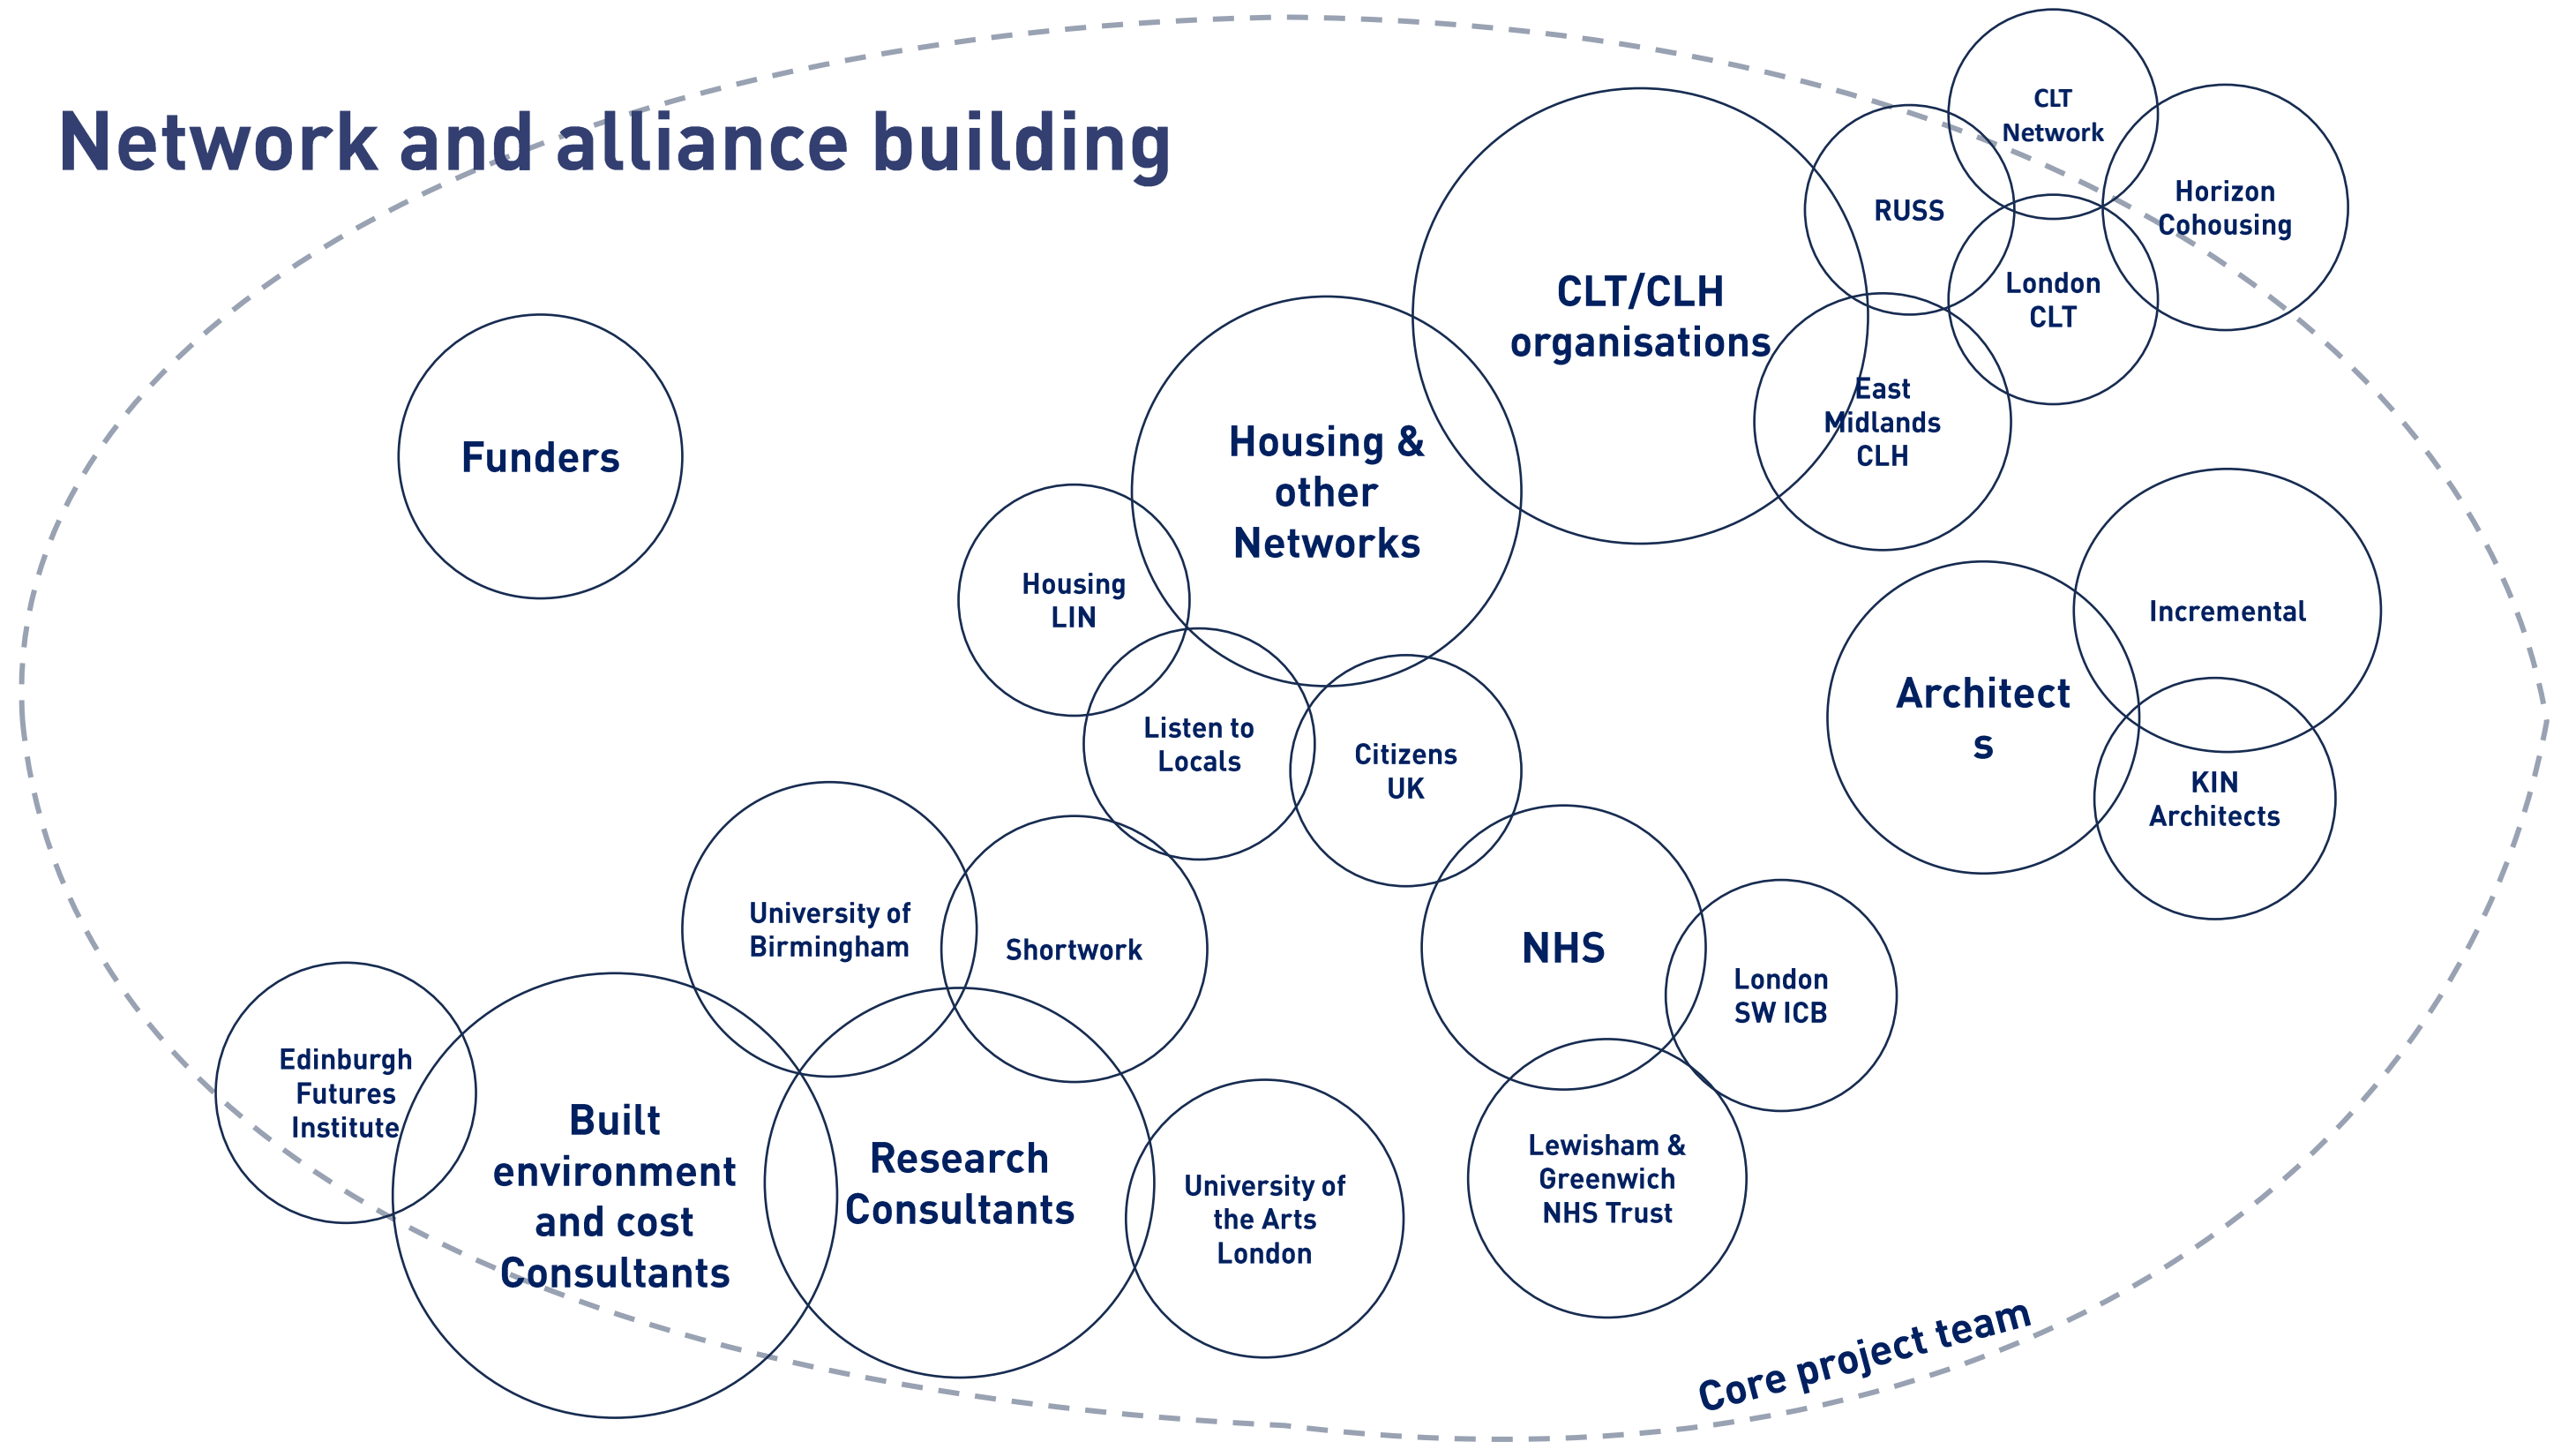 Network and alliance building
CLT
Network
Horizon
Cohousing
RUSS
London
CLT
CLT/CLH
organisations
East
Midlands
CLH
Funders
Housing &
other
Networks
Housing
LIN
Listen to
Locals
Citizens
UK
Incremental
Architect
s
KIN
Architects
University of
Birmingham
Shortwork
NHS
London
SW ICB
Edinburgh
Futures
Institute
Built
environment
and cost
Consultants
Research
Consultants
University of
the Arts
London
Lewisham &
Greenwich
NHS Trust
Core project team